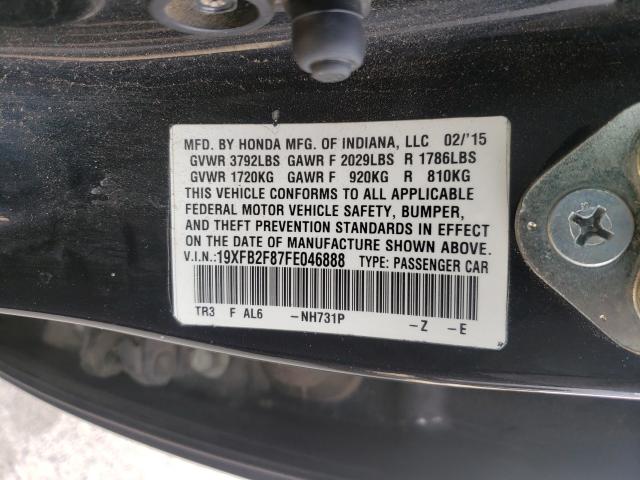 MFD. BY HONDA MFG. OF INDIANA, LLC 02/'15
GVWR 3792LBS GAWR F 2029LBS R 1786LBS
GVWR 1720KG GAWR F 920KG R 810KG
THIS VEHICLE CONFORMS TO ALL APPLICABLE
FEDERAL MOTOR VEHICLE SAFETY, BUMPER,
AND THEFT PREVENTION STANDARDS IN EFFECT
ON THE DATE OF MANUFACTURE SHOWN ABOVE.
V.I.N.:19XFB2F87FE046888 TYPE: PASSENGER CAR
TR3 F AL6 -NH731P -Z -E